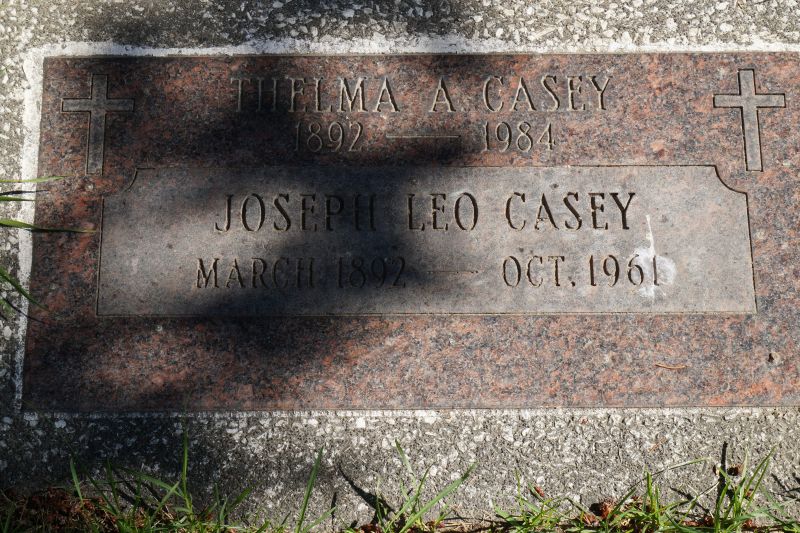 THELMA A. CASEY
1892 — 1984
JOSEPH LEO CASEY
MARCH 1892 — OCT. 1961